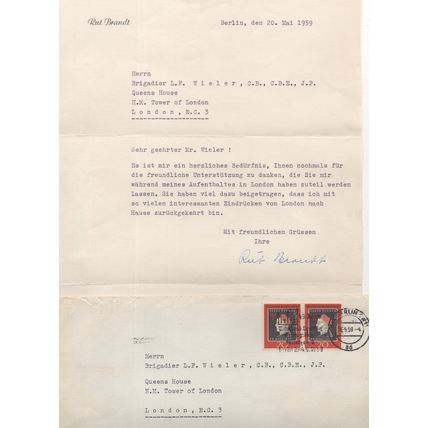 Rut Brandt
Berlin, den 20. Mai 1959
Herrn
Brigadier L.F. W i e l e r , C.B., C.B.E., J.P.
Queens House
H.M. Tower of London
L o n d o n , E.C. 3
Sehr geehrter Mr. Wieler !
Es ist mir ein herzliches Bedürfnis, Ihnen nochmals für
die freundliche Unterstützung zu danken, die Sie mir
während meines Aufenthaltes in London haben zuteil werden
lassen. Sie haben viel dazu beigetragen, dass ich mit
so vielen interessanten Eindrücken von London nach
Hause zurückgekehrt bin.
Mit freundlichen Grüssen
Ihre
Rut Brandt
Herrn
Brigadier L.F. W i e l e r , C.B., C.B.E., J.P.
Queens House
H.M. Tower of London
L o n d o n , E.C. 3